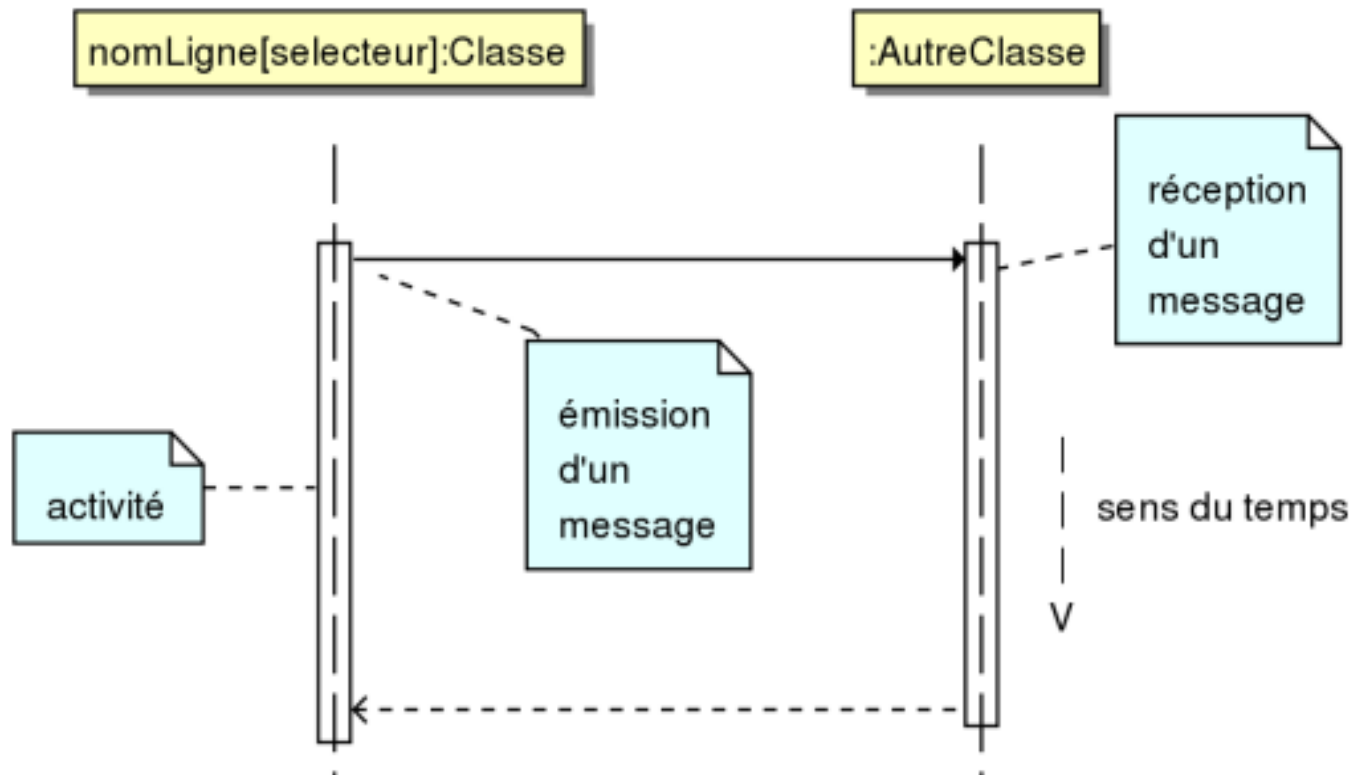 nomLigne[selecteur]:Classe
:AutreClasse
réception
d'un
message
émission
d'un
message
activité
sens du temps
V